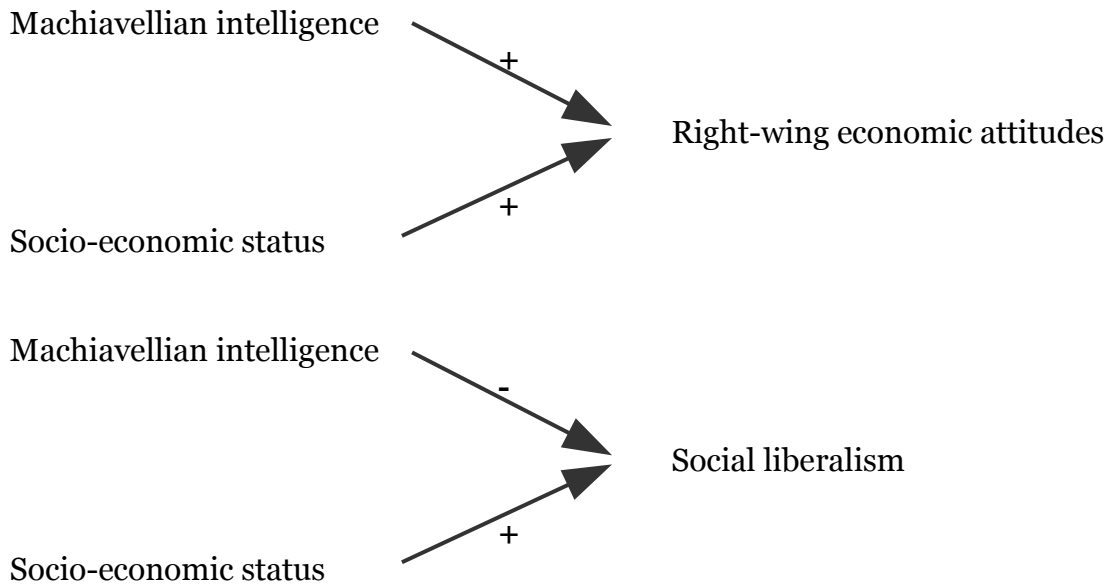 Machiavellian intelligence
+
Right-wing economic attitudes
+
Socio-economic status
Machiavellian intelligence
-
Social liberalism
+
Socio-economic status